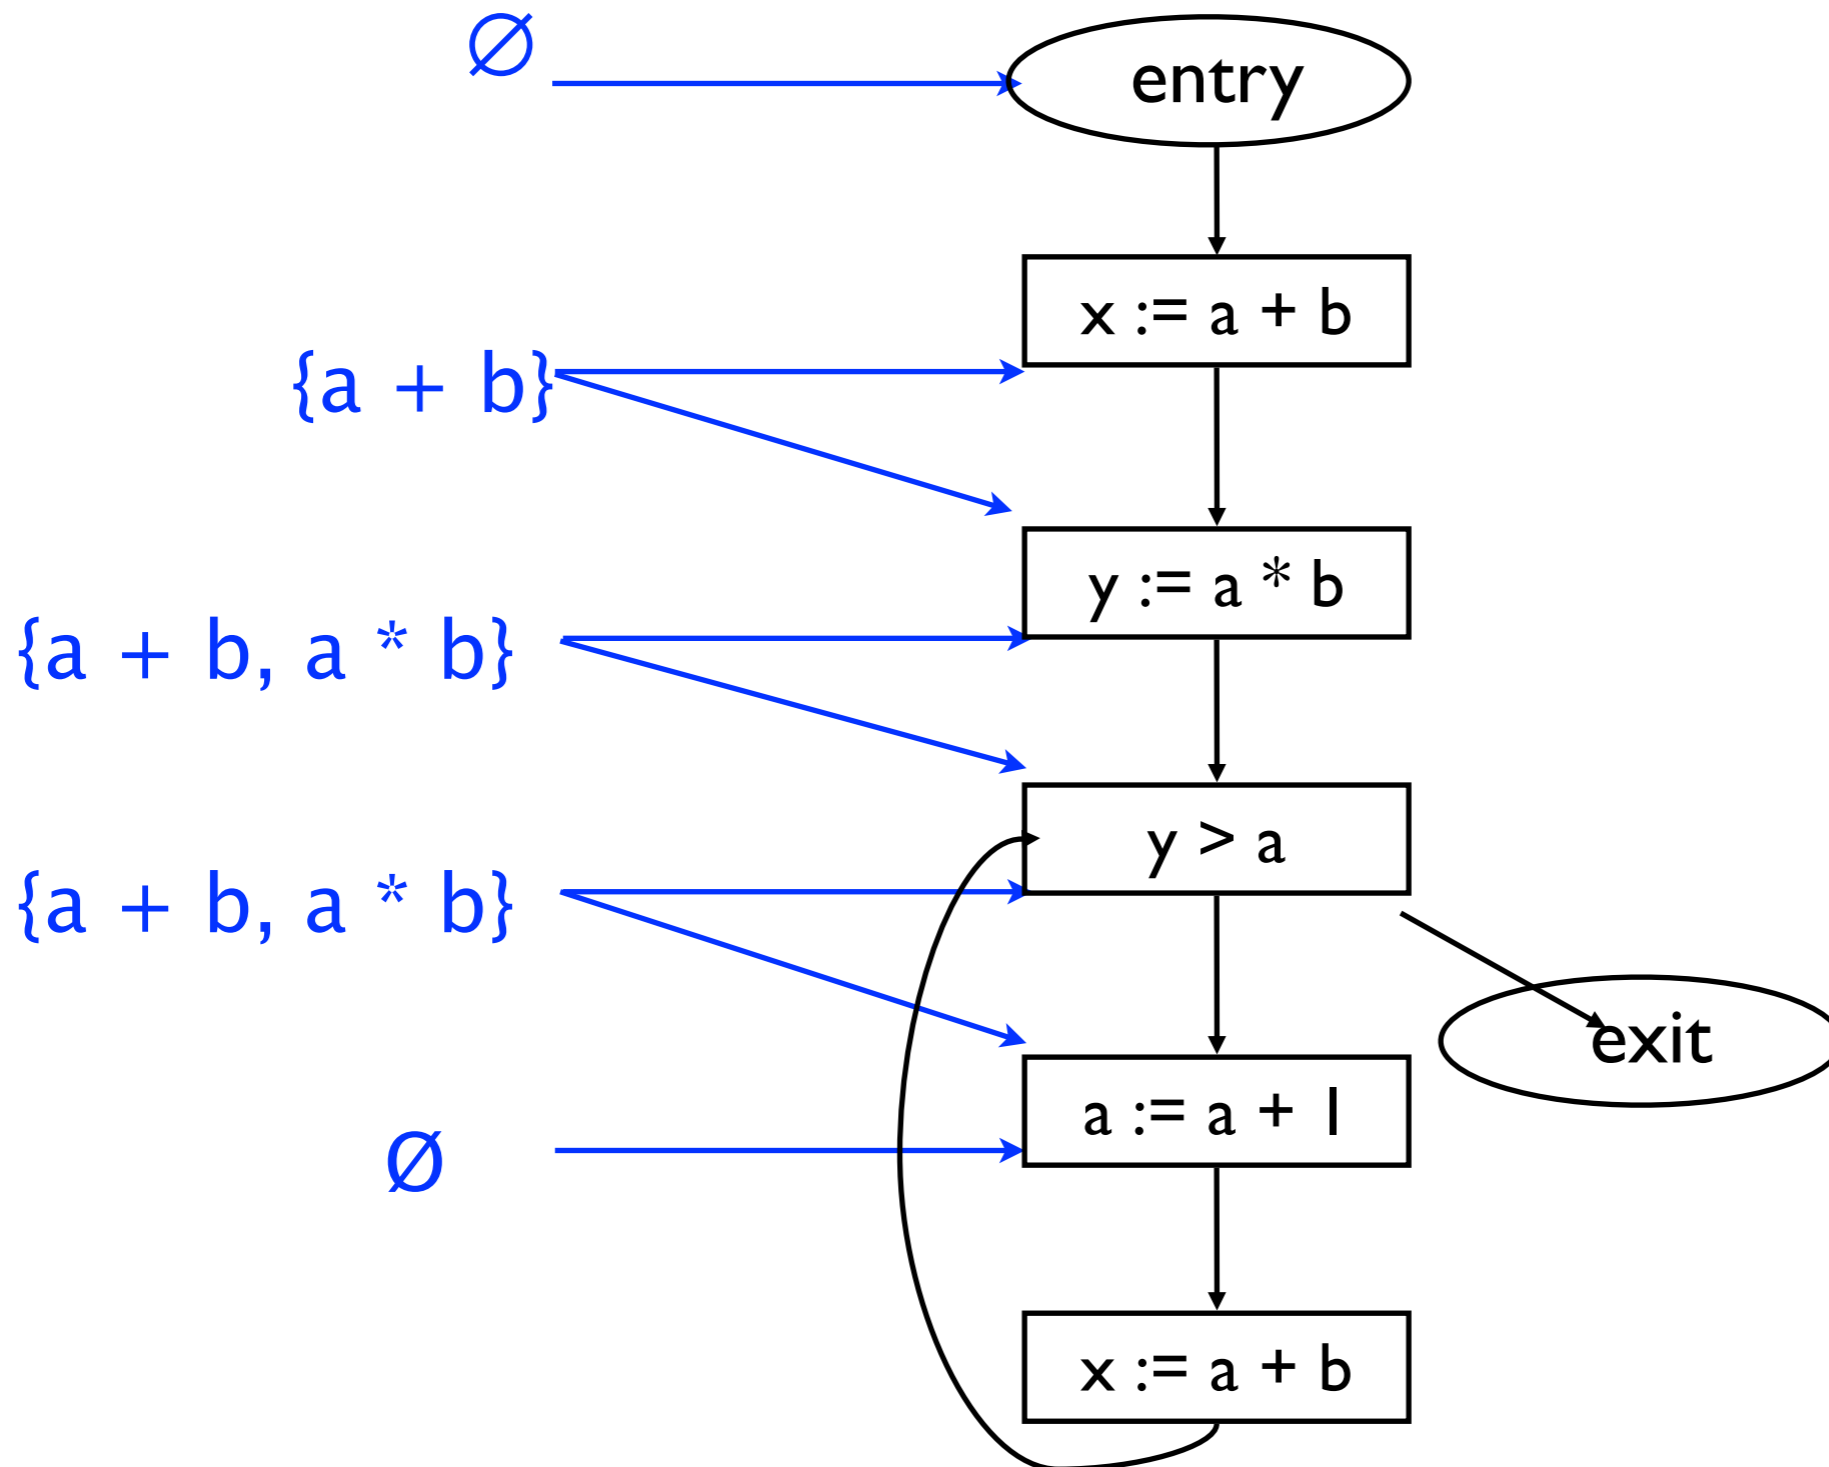 ∅
entry
x := a + b
{a + b}
y := a * b
{a + b, a * b}
y > a
{a + b, a * b}
exit
a := a + 1
Ø
x := a + b